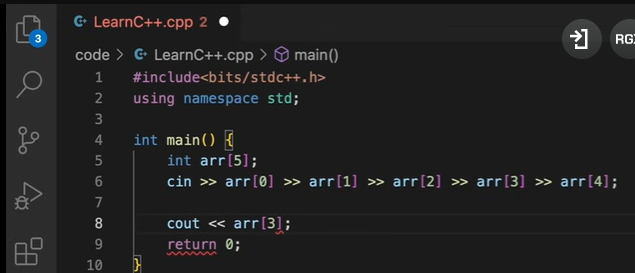 LearnC++.cpp 2
3
RG
code > LearnC++.cpp > main()
1 #include<bits/stdc++.h>
2 using namespace std;
3
4 int main() {
5 int arr[5];
6 cin >> arr[0] >> arr[1] >> arr[2] >> arr[3] >> arr[4];
7
8 cout << arr[3];
9 return 0;
10 }